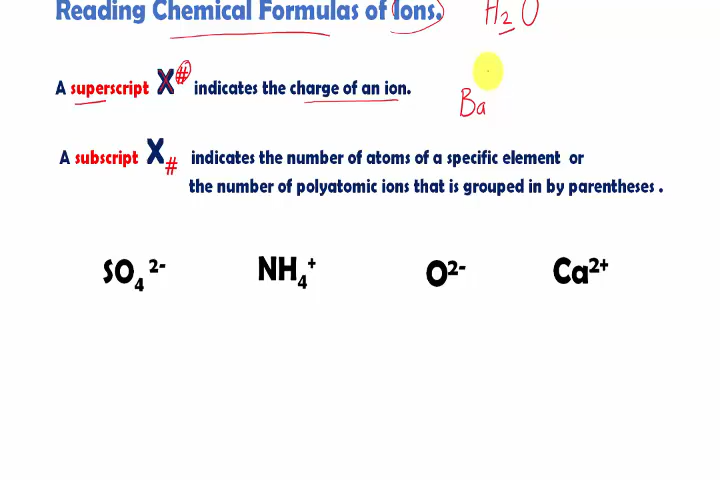 Reading Chemical Formulas of Ions. H₂O
A superscript X^# indicates the charge of an ion.
Ba
A subscript X_# indicates the number of atoms of a specific element or
the number of polyatomic ions that is grouped in by parentheses .
SO₄²⁻ NH₄⁺ O²⁻ Ca²⁺